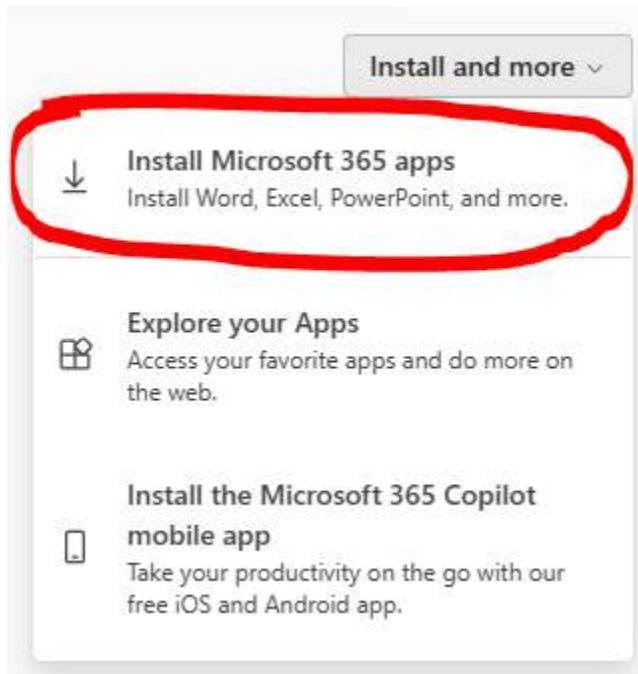 Install and more
Install Microsoft 365 apps
Install Word, Excel, PowerPoint, and more.
Explore your Apps
Access your favorite apps and do more on
the web.
Install the Microsoft 365 Copilot
mobile app
Take your productivity on the go with our
free iOS and Android app.